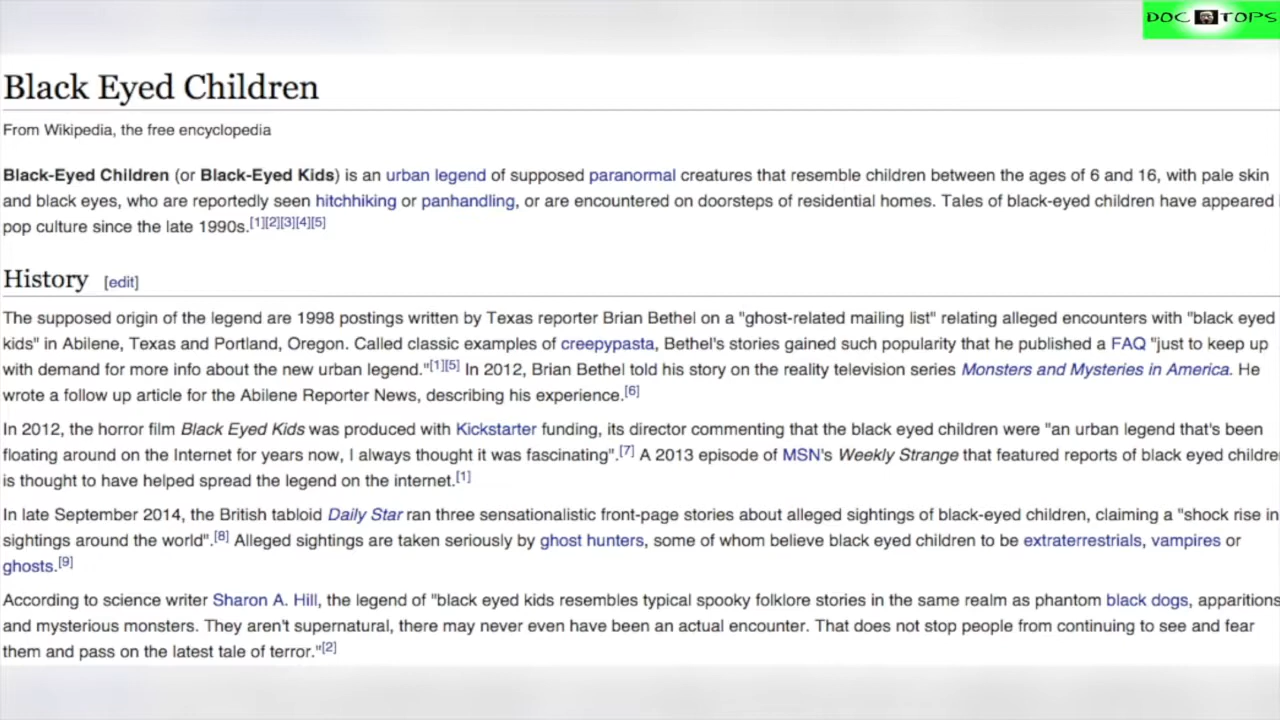 DOC TOPS
Black Eyed Children
From Wikipedia, the free encyclopedia
Black-Eyed Children (or Black-Eyed Kids) is an urban legend of supposed paranormal creatures that resemble children between the ages of 6 and 16, with pale skin
and black eyes, who are reportedly seen hitchhiking or panhandling, or are encountered on doorsteps of residential homes. Tales of black-eyed children have appeared
pop culture since the late 1990s.[1][2][3][4][5]
History [edit]
The supposed origin of the legend are 1998 postings written by Texas reporter Brian Bethel on a "ghost-related mailing list" relating alleged encounters with "black eyed
kids" in Abilene, Texas and Portland, Oregon. Called classic examples of creepypasta, Bethel's stories gained such popularity that he published a FAQ "just to keep up
with demand for more info about the new urban legend."[1][5] In 2012, Brian Bethel told his story on the reality television series Monsters and Mysteries in America. He
wrote a follow up article for the Abilene Reporter News, describing his experience.[6]
In 2012, the horror film Black Eyed Kids was produced with Kickstarter funding, its director commenting that the black eyed children were "an urban legend that's been
floating around on the Internet for years now, I always thought it was fascinating".[7] A 2013 episode of MSN's Weekly Strange that featured reports of black eyed childre
is thought to have helped spread the legend on the internet.[1]
In late September 2014, the British tabloid Daily Star ran three sensationalistic front-page stories about alleged sightings of black-eyed children, claiming a "shock rise in
sightings around the world".[8] Alleged sightings are taken seriously by ghost hunters, some of whom believe black eyed children to be extraterrestrials, vampires or
ghosts.[9]
According to science writer Sharon A. Hill, the legend of "black eyed kids resembles typical spooky folklore stories in the same realm as phantom black dogs, apparitions
and mysterious monsters. They aren't supernatural, there may never even have been an actual encounter. That does not stop people from continuing to see and fear
them and pass on the latest tale of terror."[2]